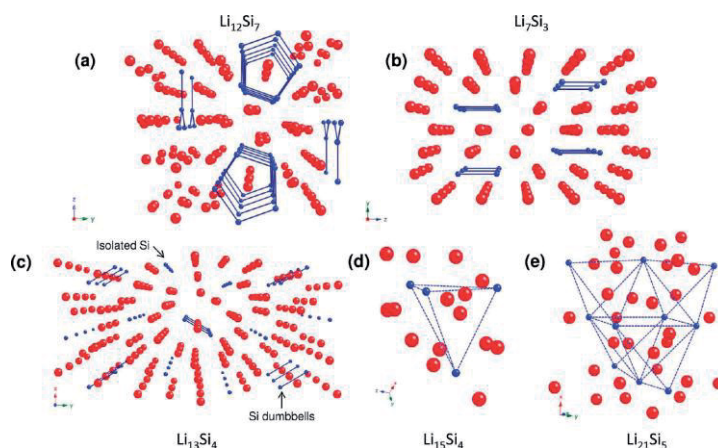 Li12Si7
Li7Si3
(a)
(b)
z
y
y
z
(c)
Isolated Si
(d)
(e)
Si dumbbells
y
y
Li13Si4
Li15Si4
Li21Si5